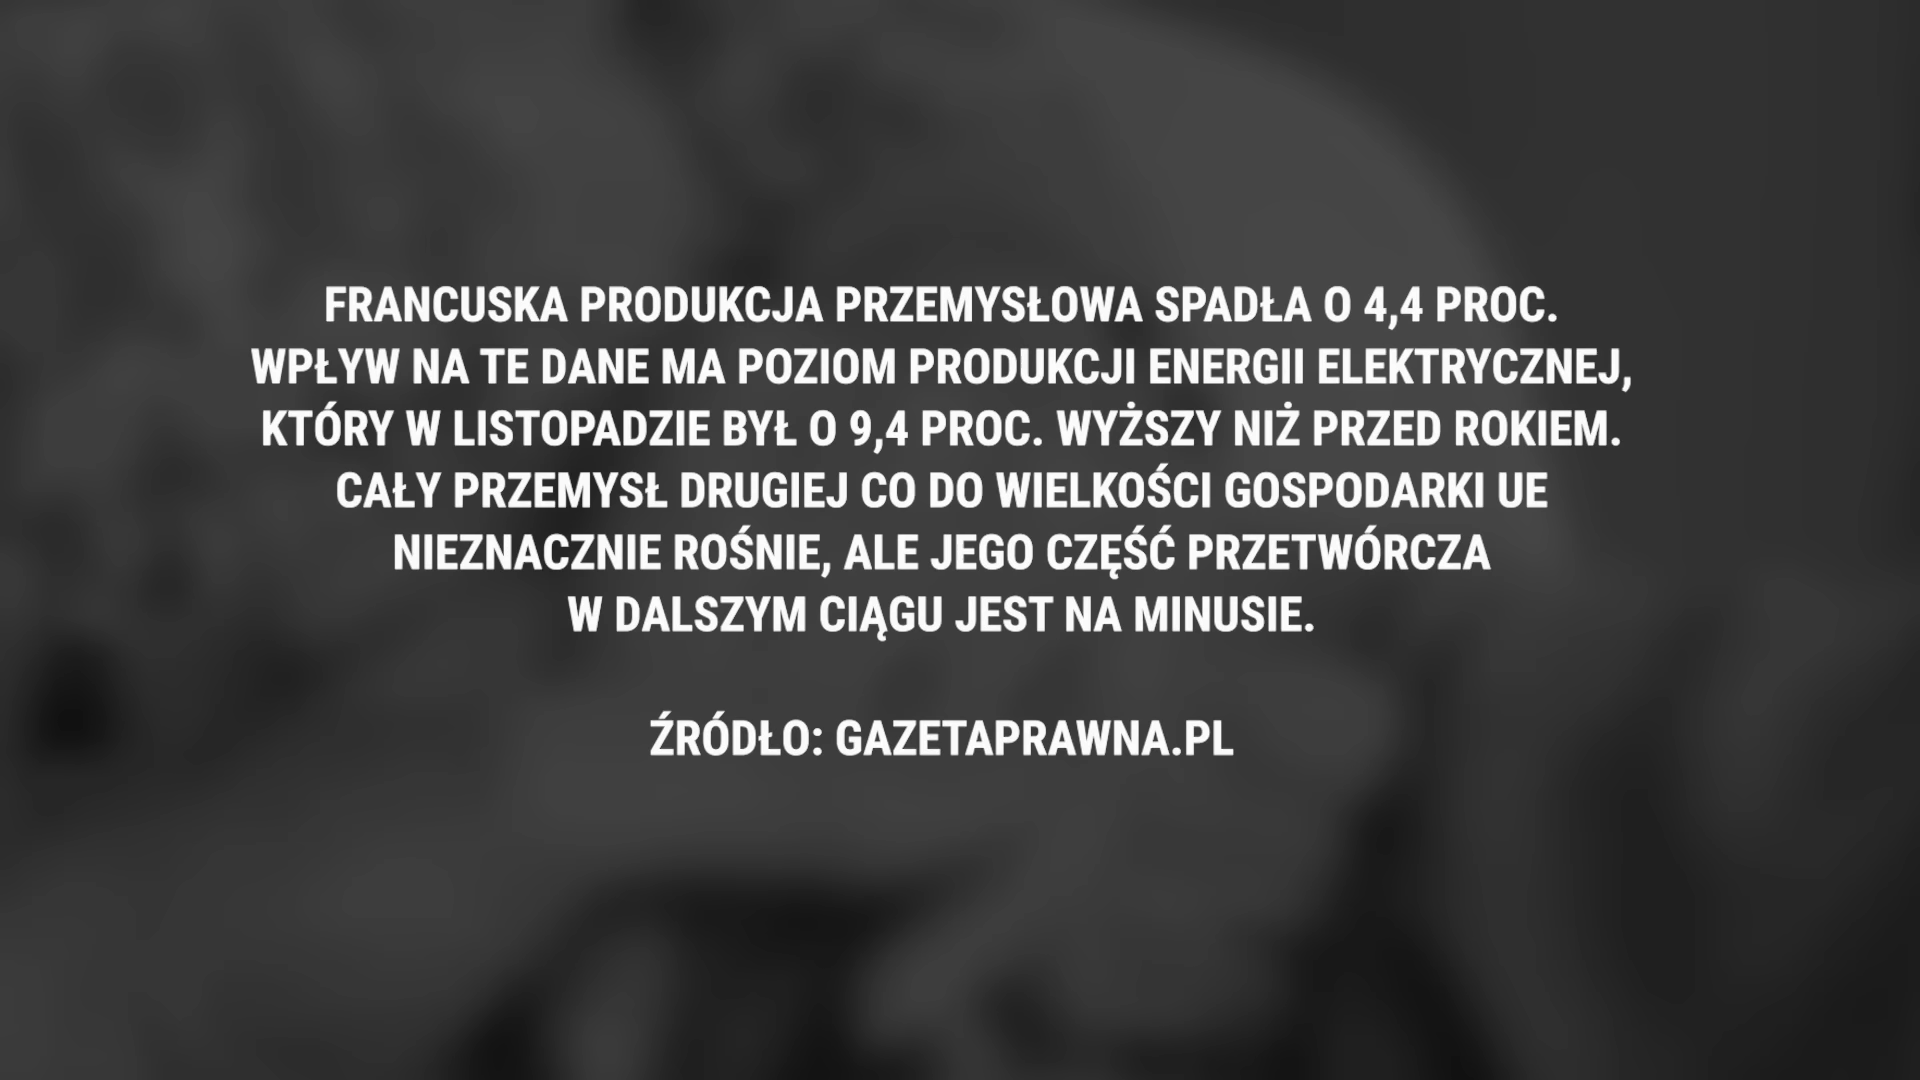 FRANCUSKA PRODUKCJA PRZEMYSŁOWA SPADŁA O 4,4 PROC.
WPŁYW NA TE DANE MA POZIOM PRODUKCJI ENERGII ELEKTRYCZNEJ,
KTÓRY W LISTOPADZIE BYŁ O 9,4 PROC. WYŻSZY NIŻ PRZED ROKIEM.
CAŁY PRZEMYSŁ DRUGIEJ CO DO WIELKOŚCI GOSPODARKI UE
NIEZNACZNIE ROŚNIE, ALE JEGO CZĘŚĆ PRZETWÓRCZA
W DALSZYM CIĄGU JEST NA MINUSIE.
ŹRÓDŁO: GAZETAPRAWNA.PL